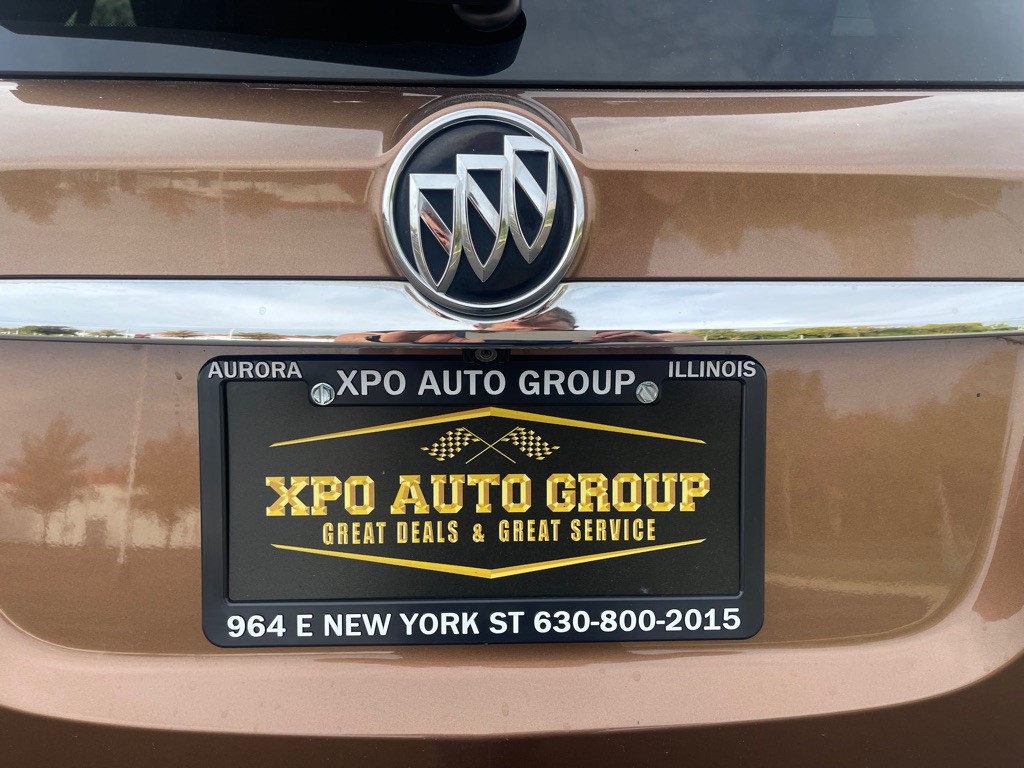 AURORA XPO AUTO GROUP ILLINOIS
XPO AUTO GROUP
GREAT DEALS & GREAT SERVICE
964 E NEW YORK ST 630-800-2015